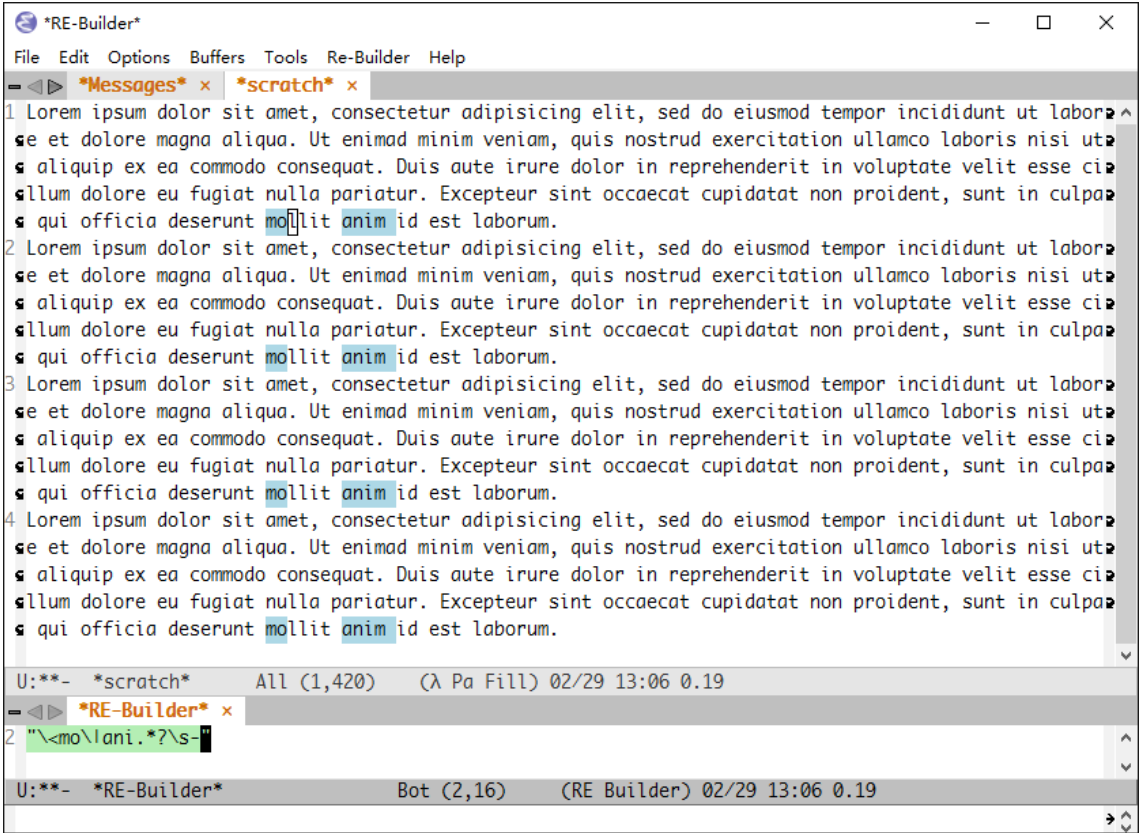 *RE-Builder*
File Edit Options Buffers Tools Re-Builder Help
*Messages* × *scratch* ×
1 Lorem ipsum dolor sit amet, consectetur adipisicing elit, sed do eiusmod tempor incididunt ut labor
e et dolore magna aliqua. Ut enimad minim veniam, quis nostrud exercitation ullamco laboris nisi ut
aliquip ex ea commodo consequat. Duis aute irure dolor in reprehenderit in voluptate velit esse ci
llum dolore eu fugiat nulla pariatur. Excepteur sint occaecat cupidatat non proident, sunt in culpa
qui officia deserunt mollit anim id est laborum.
2 Lorem ipsum dolor sit amet, consectetur adipisicing elit, sed do eiusmod tempor incididunt ut labor
e et dolore magna aliqua. Ut enimad minim veniam, quis nostrud exercitation ullamco laboris nisi ut
aliquip ex ea commodo consequat. Duis aute irure dolor in reprehenderit in voluptate velit esse ci
llum dolore eu fugiat nulla pariatur. Excepteur sint occaecat cupidatat non proident, sunt in culpa
qui officia deserunt mollit anim id est laborum.
3 Lorem ipsum dolor sit amet, consectetur adipisicing elit, sed do eiusmod tempor incididunt ut labor
e et dolore magna aliqua. Ut enimad minim veniam, quis nostrud exercitation ullamco laboris nisi ut
aliquip ex ea commodo consequat. Duis aute irure dolor in reprehenderit in voluptate velit esse ci
llum dolore eu fugiat nulla pariatur. Excepteur sint occaecat cupidatat non proident, sunt in culpa
qui officia deserunt mollit anim id est laborum.
4 Lorem ipsum dolor sit amet, consectetur adipisicing elit, sed do eiusmod tempor incididunt ut labor
e et dolore magna aliqua. Ut enimad minim veniam, quis nostrud exercitation ullamco laboris nisi ut
aliquip ex ea commodo consequat. Duis aute irure dolor in reprehenderit in voluptate velit esse ci
llum dolore eu fugiat nulla pariatur. Excepteur sint occaecat cupidatat non proident, sunt in culpa
qui officia deserunt mollit anim id est laborum.
U:**- *scratch* All (1,420) (λ Pa Fill) 02/29 13:06 0.19
*RE-Builder* ×
2 "\<mo\|ani.*?\s-"
U:**- *RE-Builder* Bot (2,16) (RE Builder) 02/29 13:06 0.19